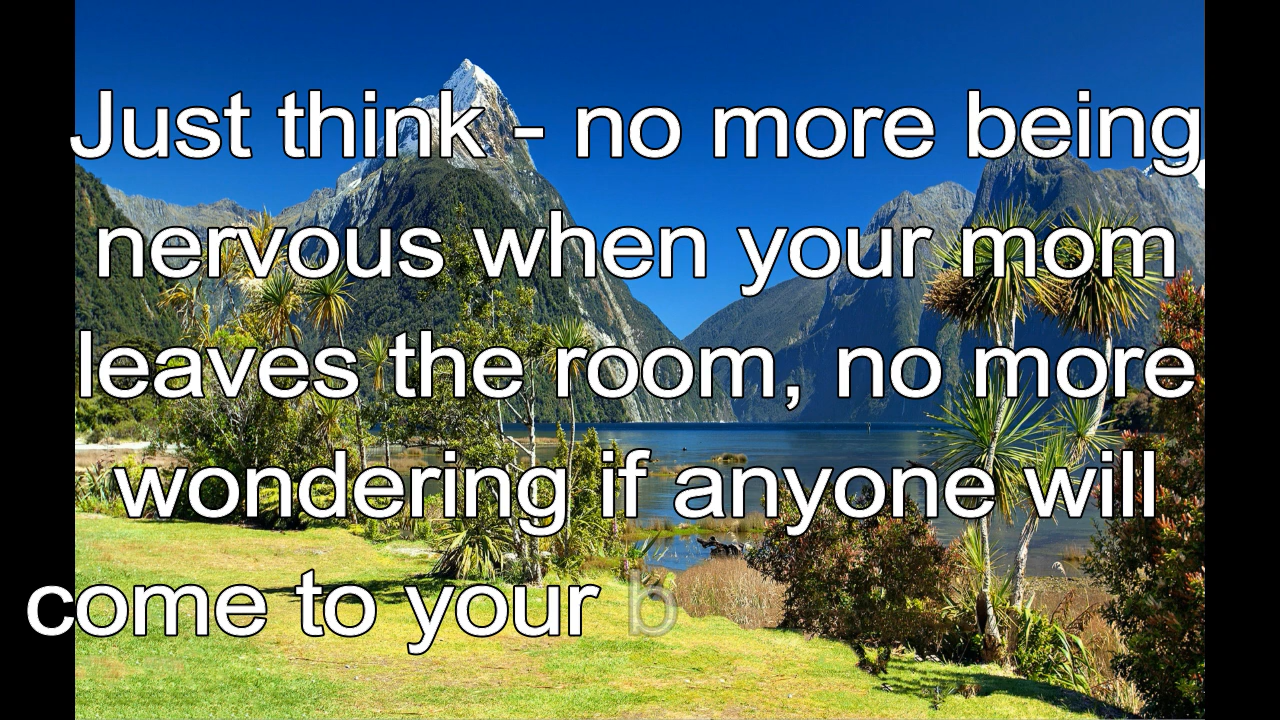 Just think - no more being
nervous when your mom
leaves the room, no more
wondering if anyone will
come to your b